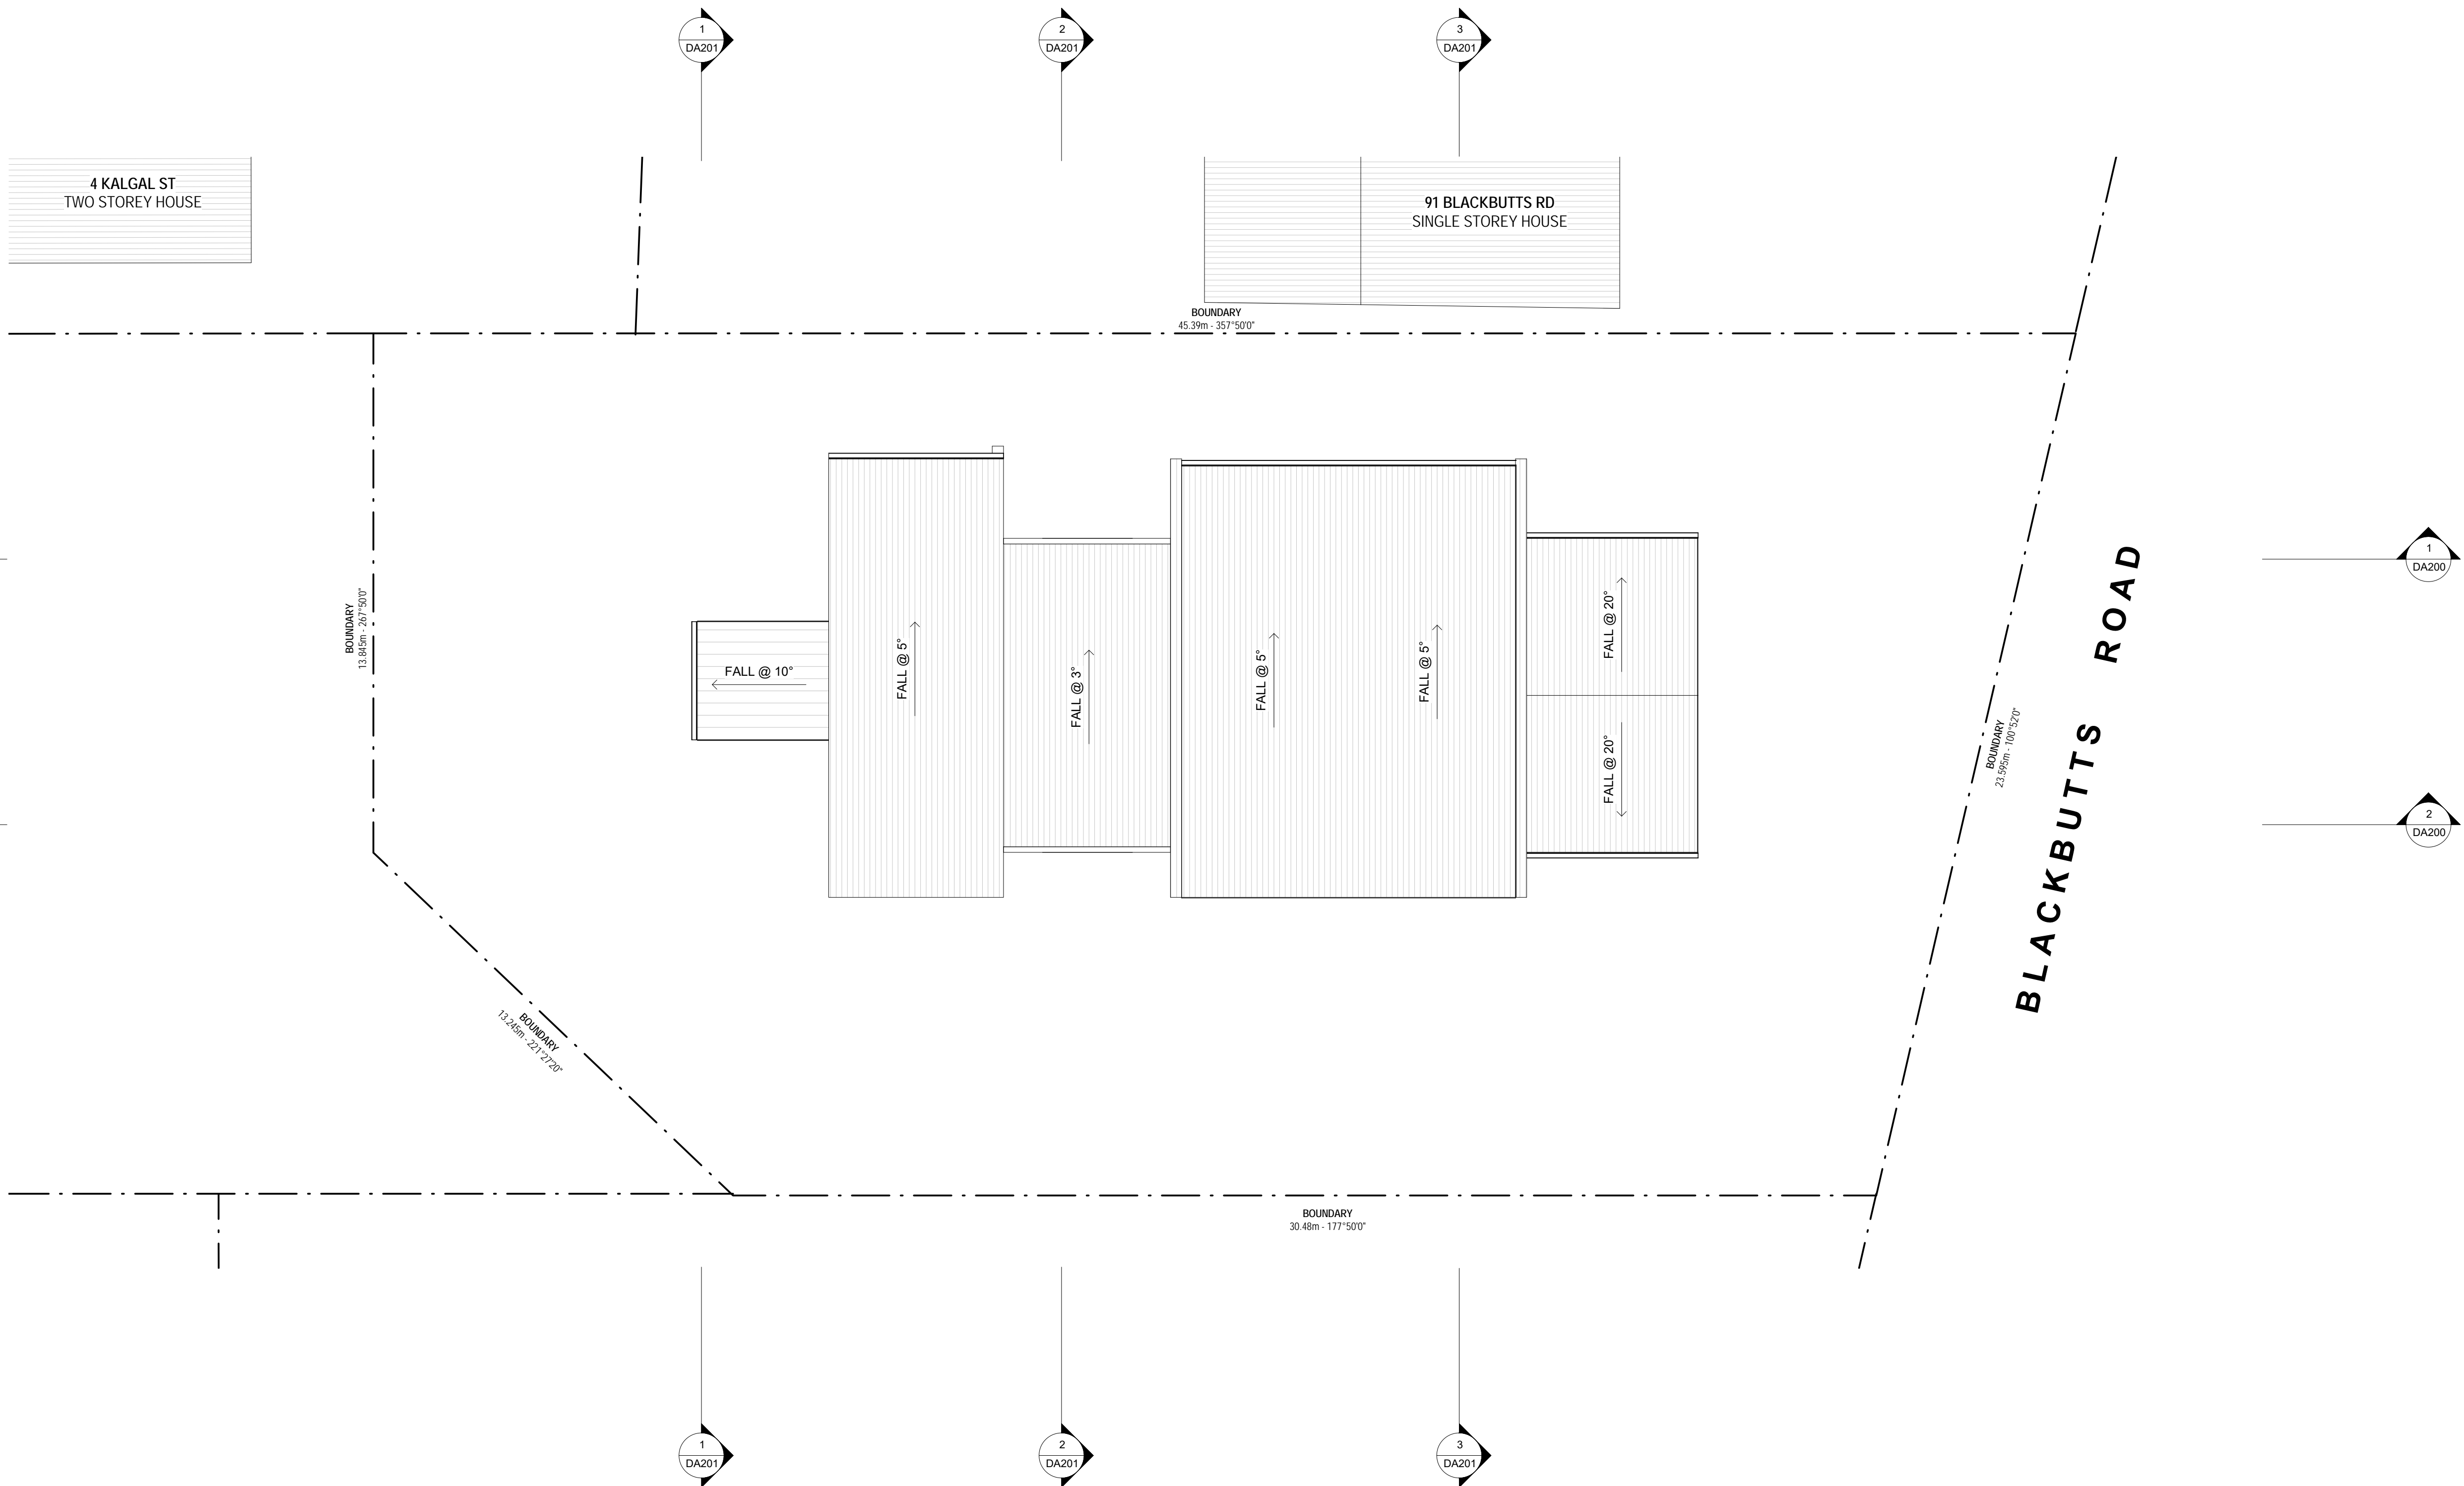 1
DA201
2
DA201
3
DA201
4 KALGAL ST
TWO STOREY HOUSE
91 BLACKBUTTS RD
SINGLE STOREY HOUSE
BOUNDARY
45.39m - 357°50'0"
BOUNDARY
13.845m - 267°50'0"
FALL @ 10°
FALL @ 5°
FALL @ 3°
FALL @ 5°
FALL @ 5°
FALL @ 20°
FALL @ 20°
BOUNDARY
23.595m - 100°52'0"
BLACKBUTTS ROAD
1
DA200
2
DA200
BOUNDARY
13.245m - 221°27'20"
BOUNDARY
30.48m - 177°50'0"
1
DA201
2
DA201
3
DA201